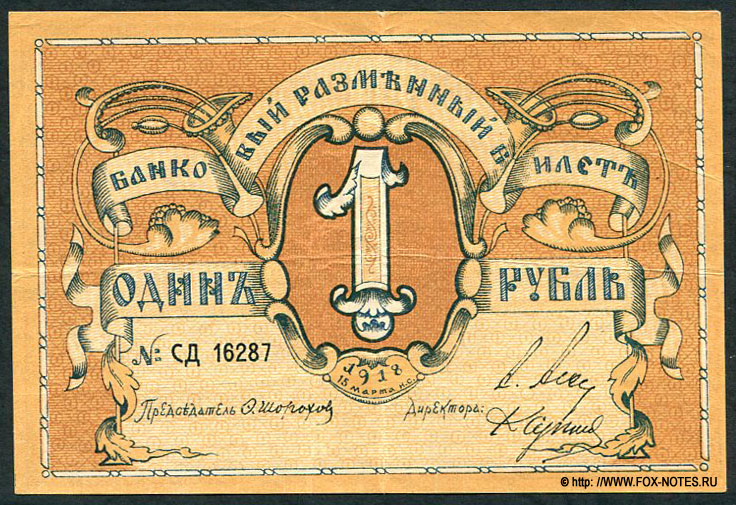 БАНКОВЫЙ РАЗМѢННЫЙ БИЛЕТЪ
1
ОДИНЪ РУБЛЬ
№: СД 16287
1918
15 МАРТА Н.С.
Предсѣдатель О. Шорохов
Директора:
© http: //WWW.FOX-NOTES.RU